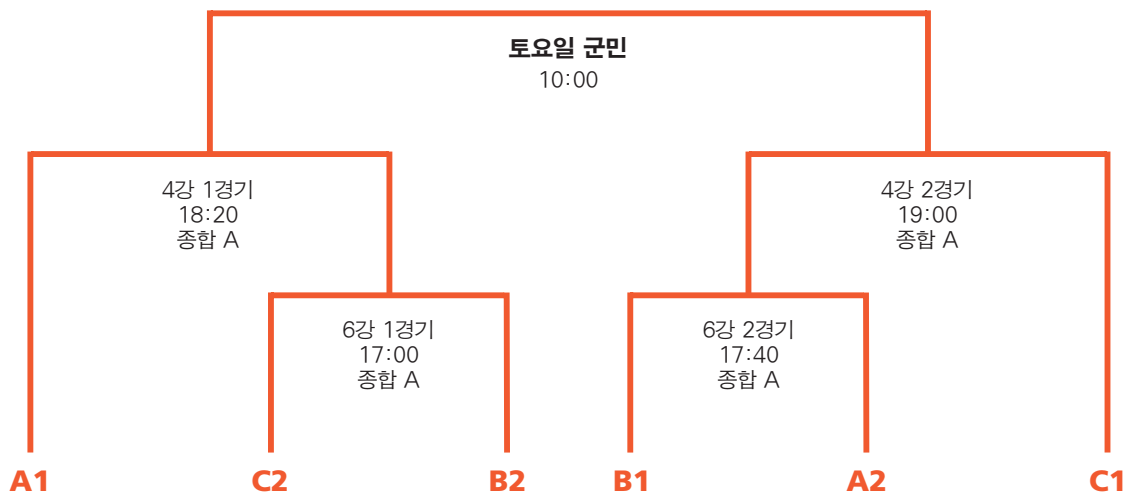 토요일 군민
10:00
4강 1경기
18:20
종합 A
4강 2경기
19:00
종합 A
6강 1경기
17:00
종합 A
6강 2경기
17:40
종합 A
A1
C2
B2
B1
A2
C1